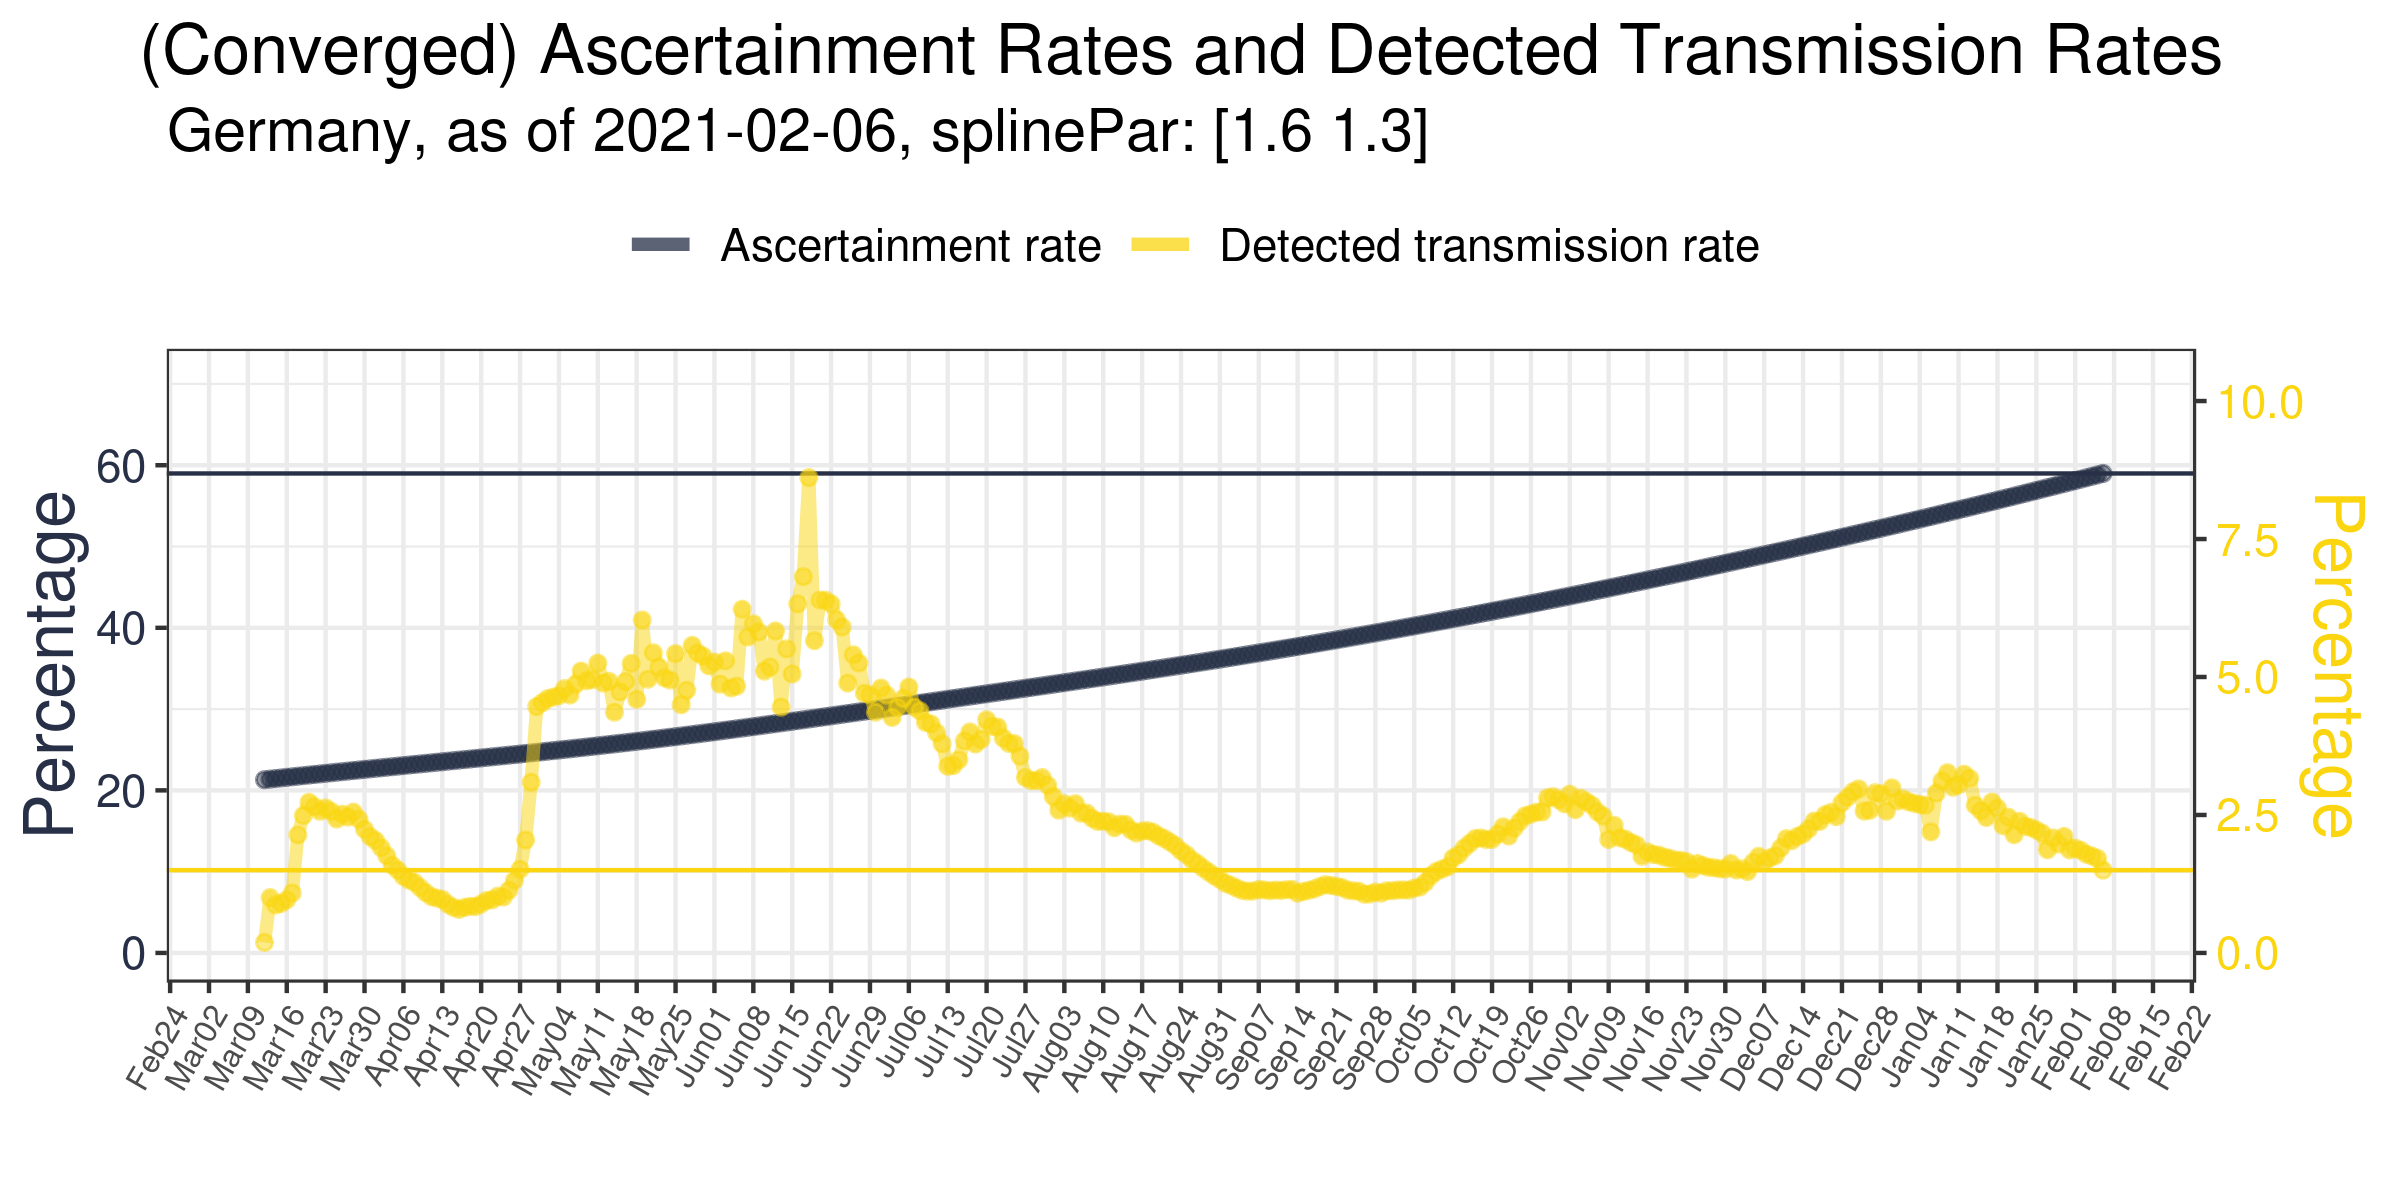 (Converged) Ascertainment Rates and Detected Transmission Rates
Germany, as of 2021-02-06, splinePar: [1.6 1.3]
Ascertainment rate Detected transmission rate
Percentage
60
40
20
0
10.0
7.5
5.0
2.5
0.0
Percentage
Feb24 Mar02 Mar09 Mar16 Mar23 Mar30 Apr06 Apr13 Apr20 Apr27 May04 May11 May18 May25 Jun01 Jun08 Jun15 Jun22 Jun29 Jul06 Jul13 Jul20 Jul27 Aug03 Aug10 Aug17 Aug24 Aug31 Sep07 Sep14 Sep21 Sep28 Oct05 Oct12 Oct19 Oct26 Nov02 Nov09 Nov16 Nov23 Nov30 Dec07 Dec14 Dec21 Dec28 Jan04 Jan11 Jan18 Jan25 Feb01 Feb08 Feb15 Feb22